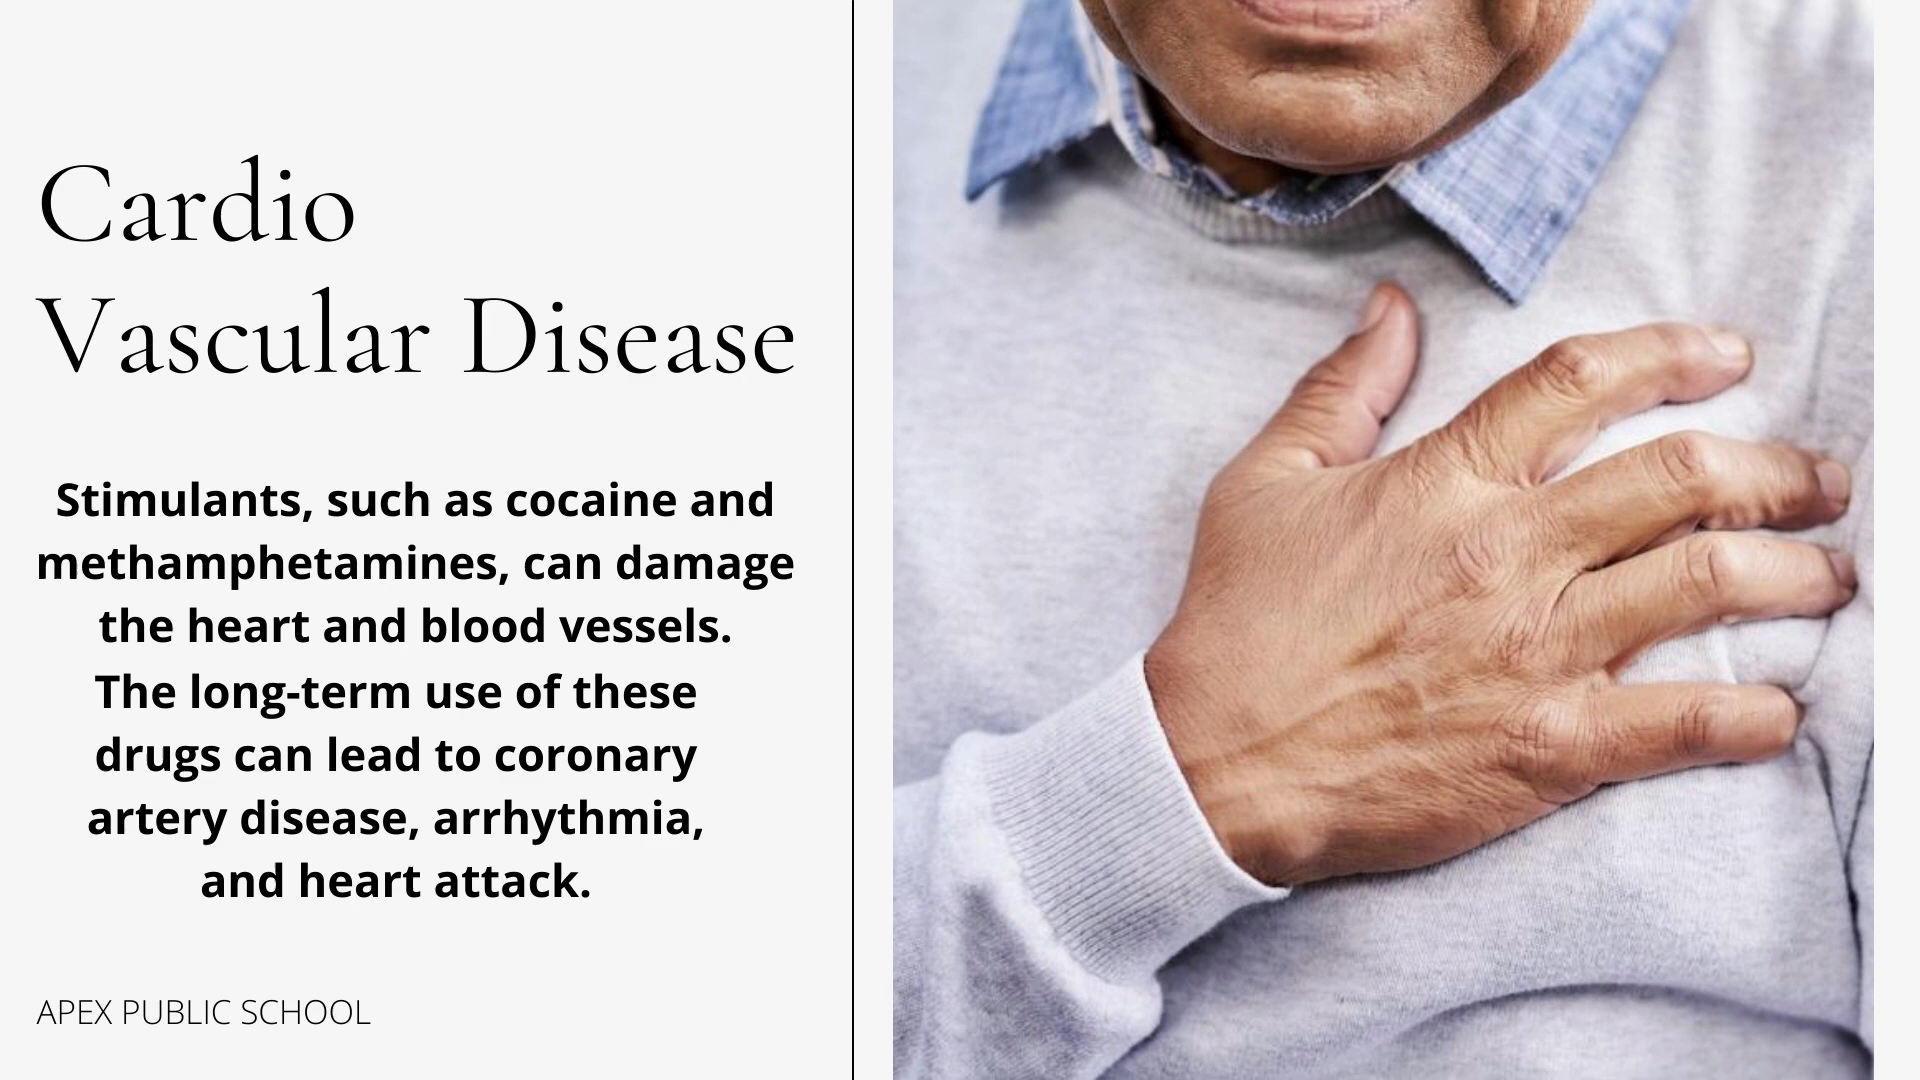 Cardio
Vascular Disease
Stimulants, such as cocaine and
methamphetamines, can damage
the heart and blood vessels.
The long-term use of these
drugs can lead to coronary
artery disease, arrhythmia,
and heart attack.
APEX PUBLIC SCHOOL